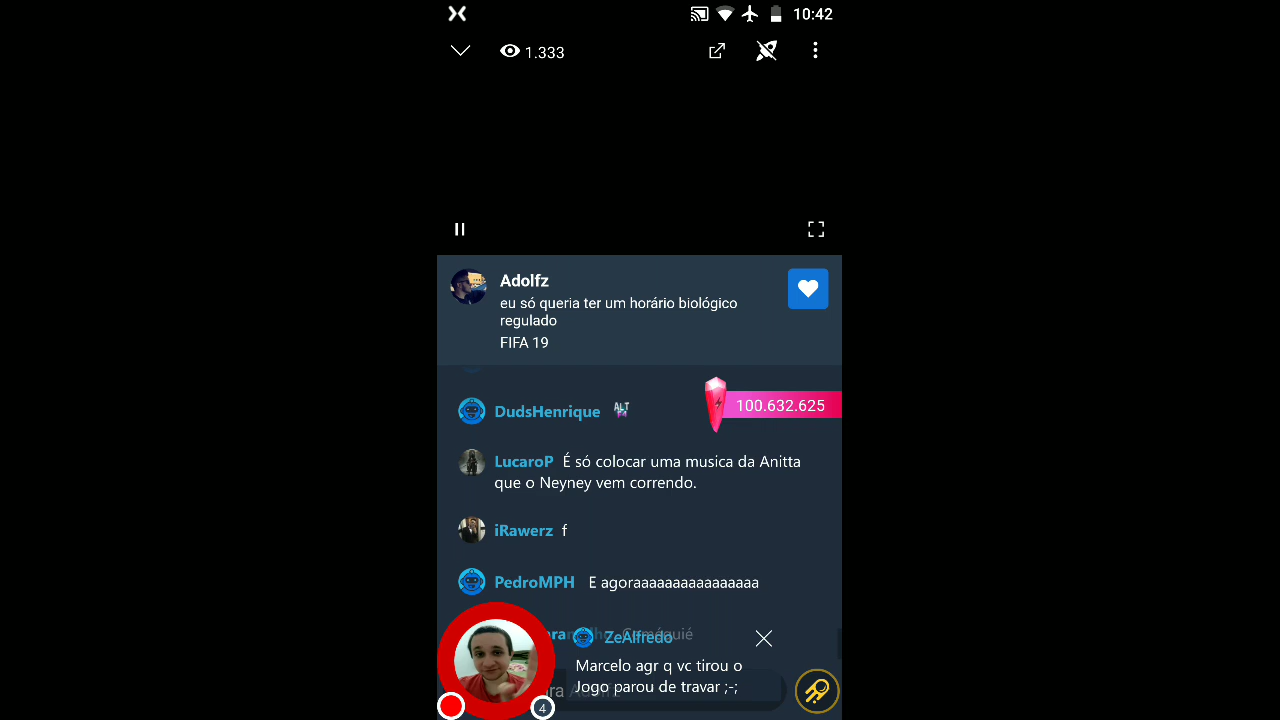 10:42
1.333
Adolfz
eu só queria ter um horário biológico
regulado
FIFA 19
100.632.625
DudsHenrique ALT
LucaroP É só colocar uma musica da Anitta
que o Neyney vem correndo.
iRawerz f
PedroMPH E agoraaaaaaaaaaaaaaaa
ZeAlfredo
Marcelo agr q vc tirou o
Jogo parou de travar ;-;
4